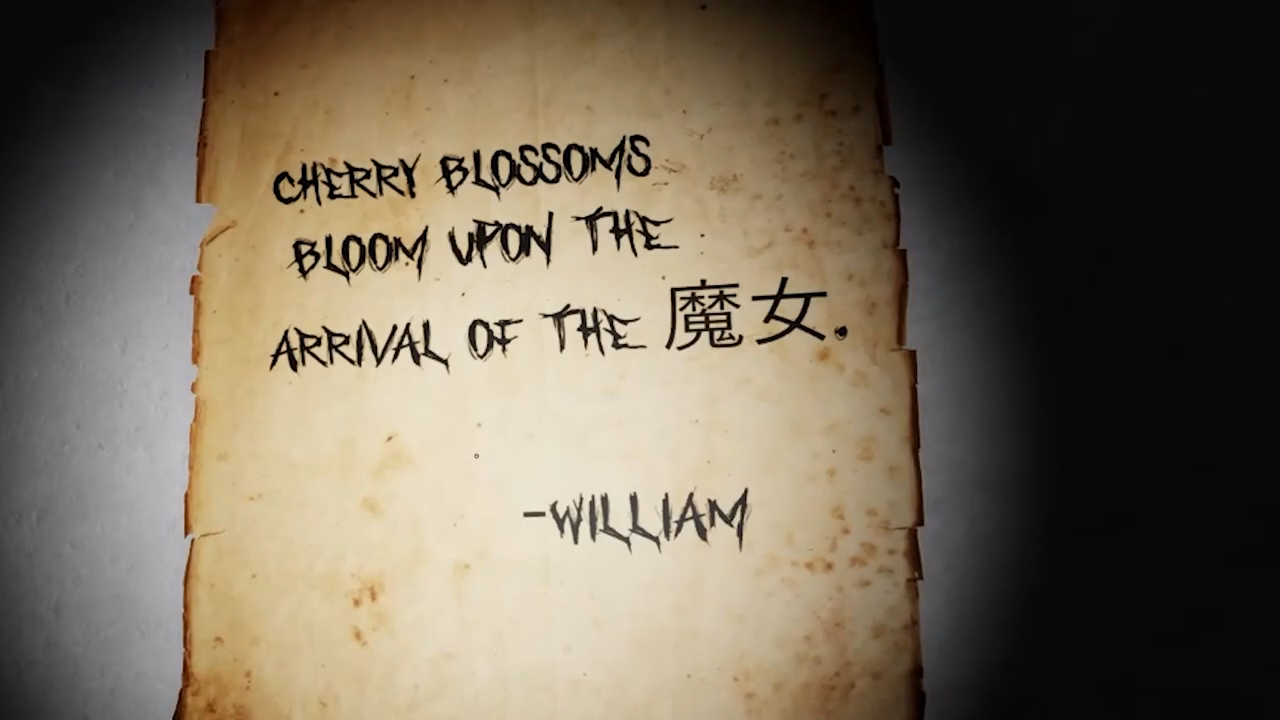 CHERRY BLOSSOMS
BLOOM UPON THE
ARRIVAL OF THE 魔女.
-WILLIAM